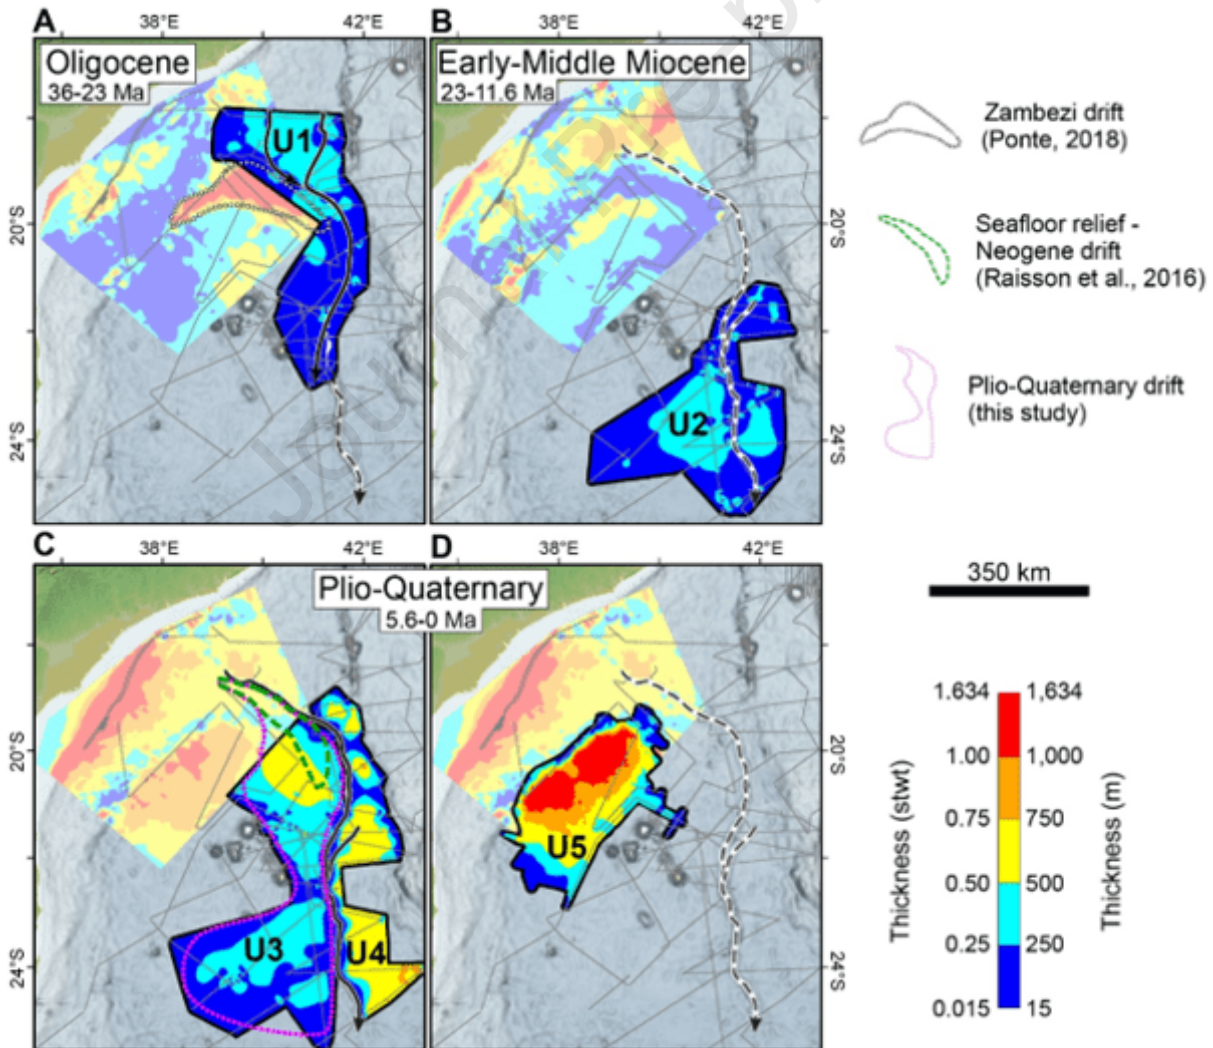 A
38°E
42°E
B
38°E
42°E
Oligocene
36-23 Ma
Early-Middle Miocene
23-11.6 Ma
U1
20°S
20°S
U2
24°S
24°S
Zambezi drift
(Ponte, 2018)
Seafloor relief -
Neogene drift
(Raisson et al., 2016)
Plio-Quaternary drift
(this study)
C
38°E
42°E
D
38°E
42°E
Plio-Quaternary
5.6-0 Ma
350 km
20°S
20°S
U5
U3
U4
24°S
24°S
Thickness (stwt)
1.634
1.00
0.75
0.50
0.25
0.015
1,634
1,000
750
500
250
15
Thickness (m)